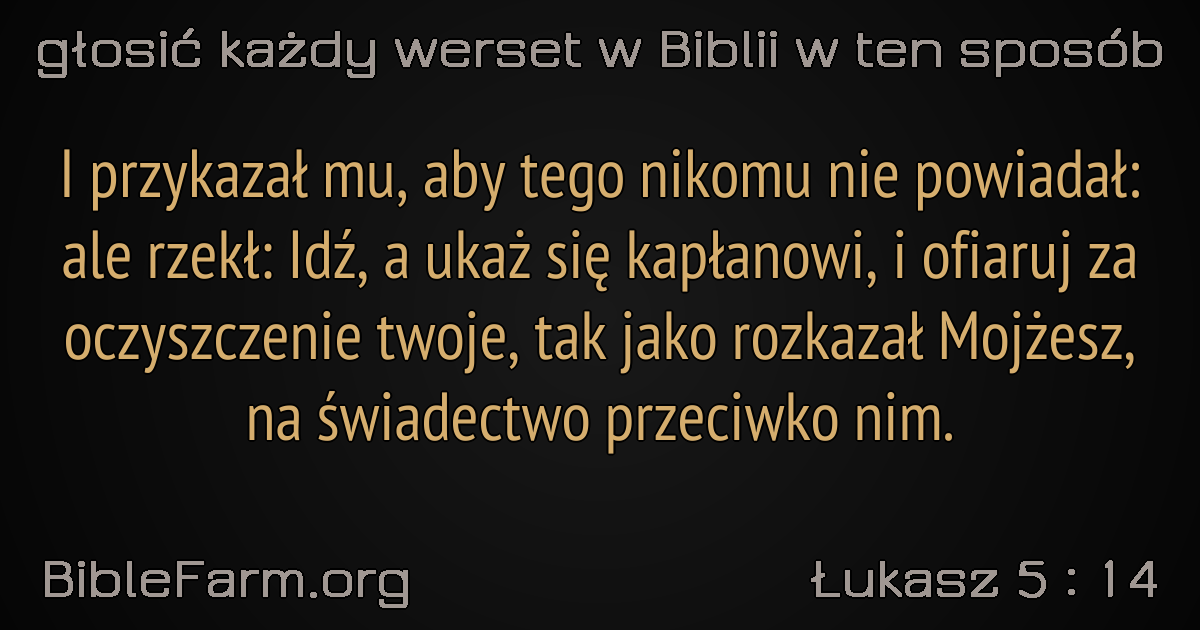 głosić każdy werset w Biblii w ten sposób
I przykazał mu, aby tego nikomu nie powiadał:
ale rzekł: Idź, a ukaż się kapłanowi, i ofiaruj za
oczyszczenie twoje, tak jako rozkazał Mojżesz,
na świadectwo przeciwko nim.
BibleFarm.org
Łukasz 5 : 14